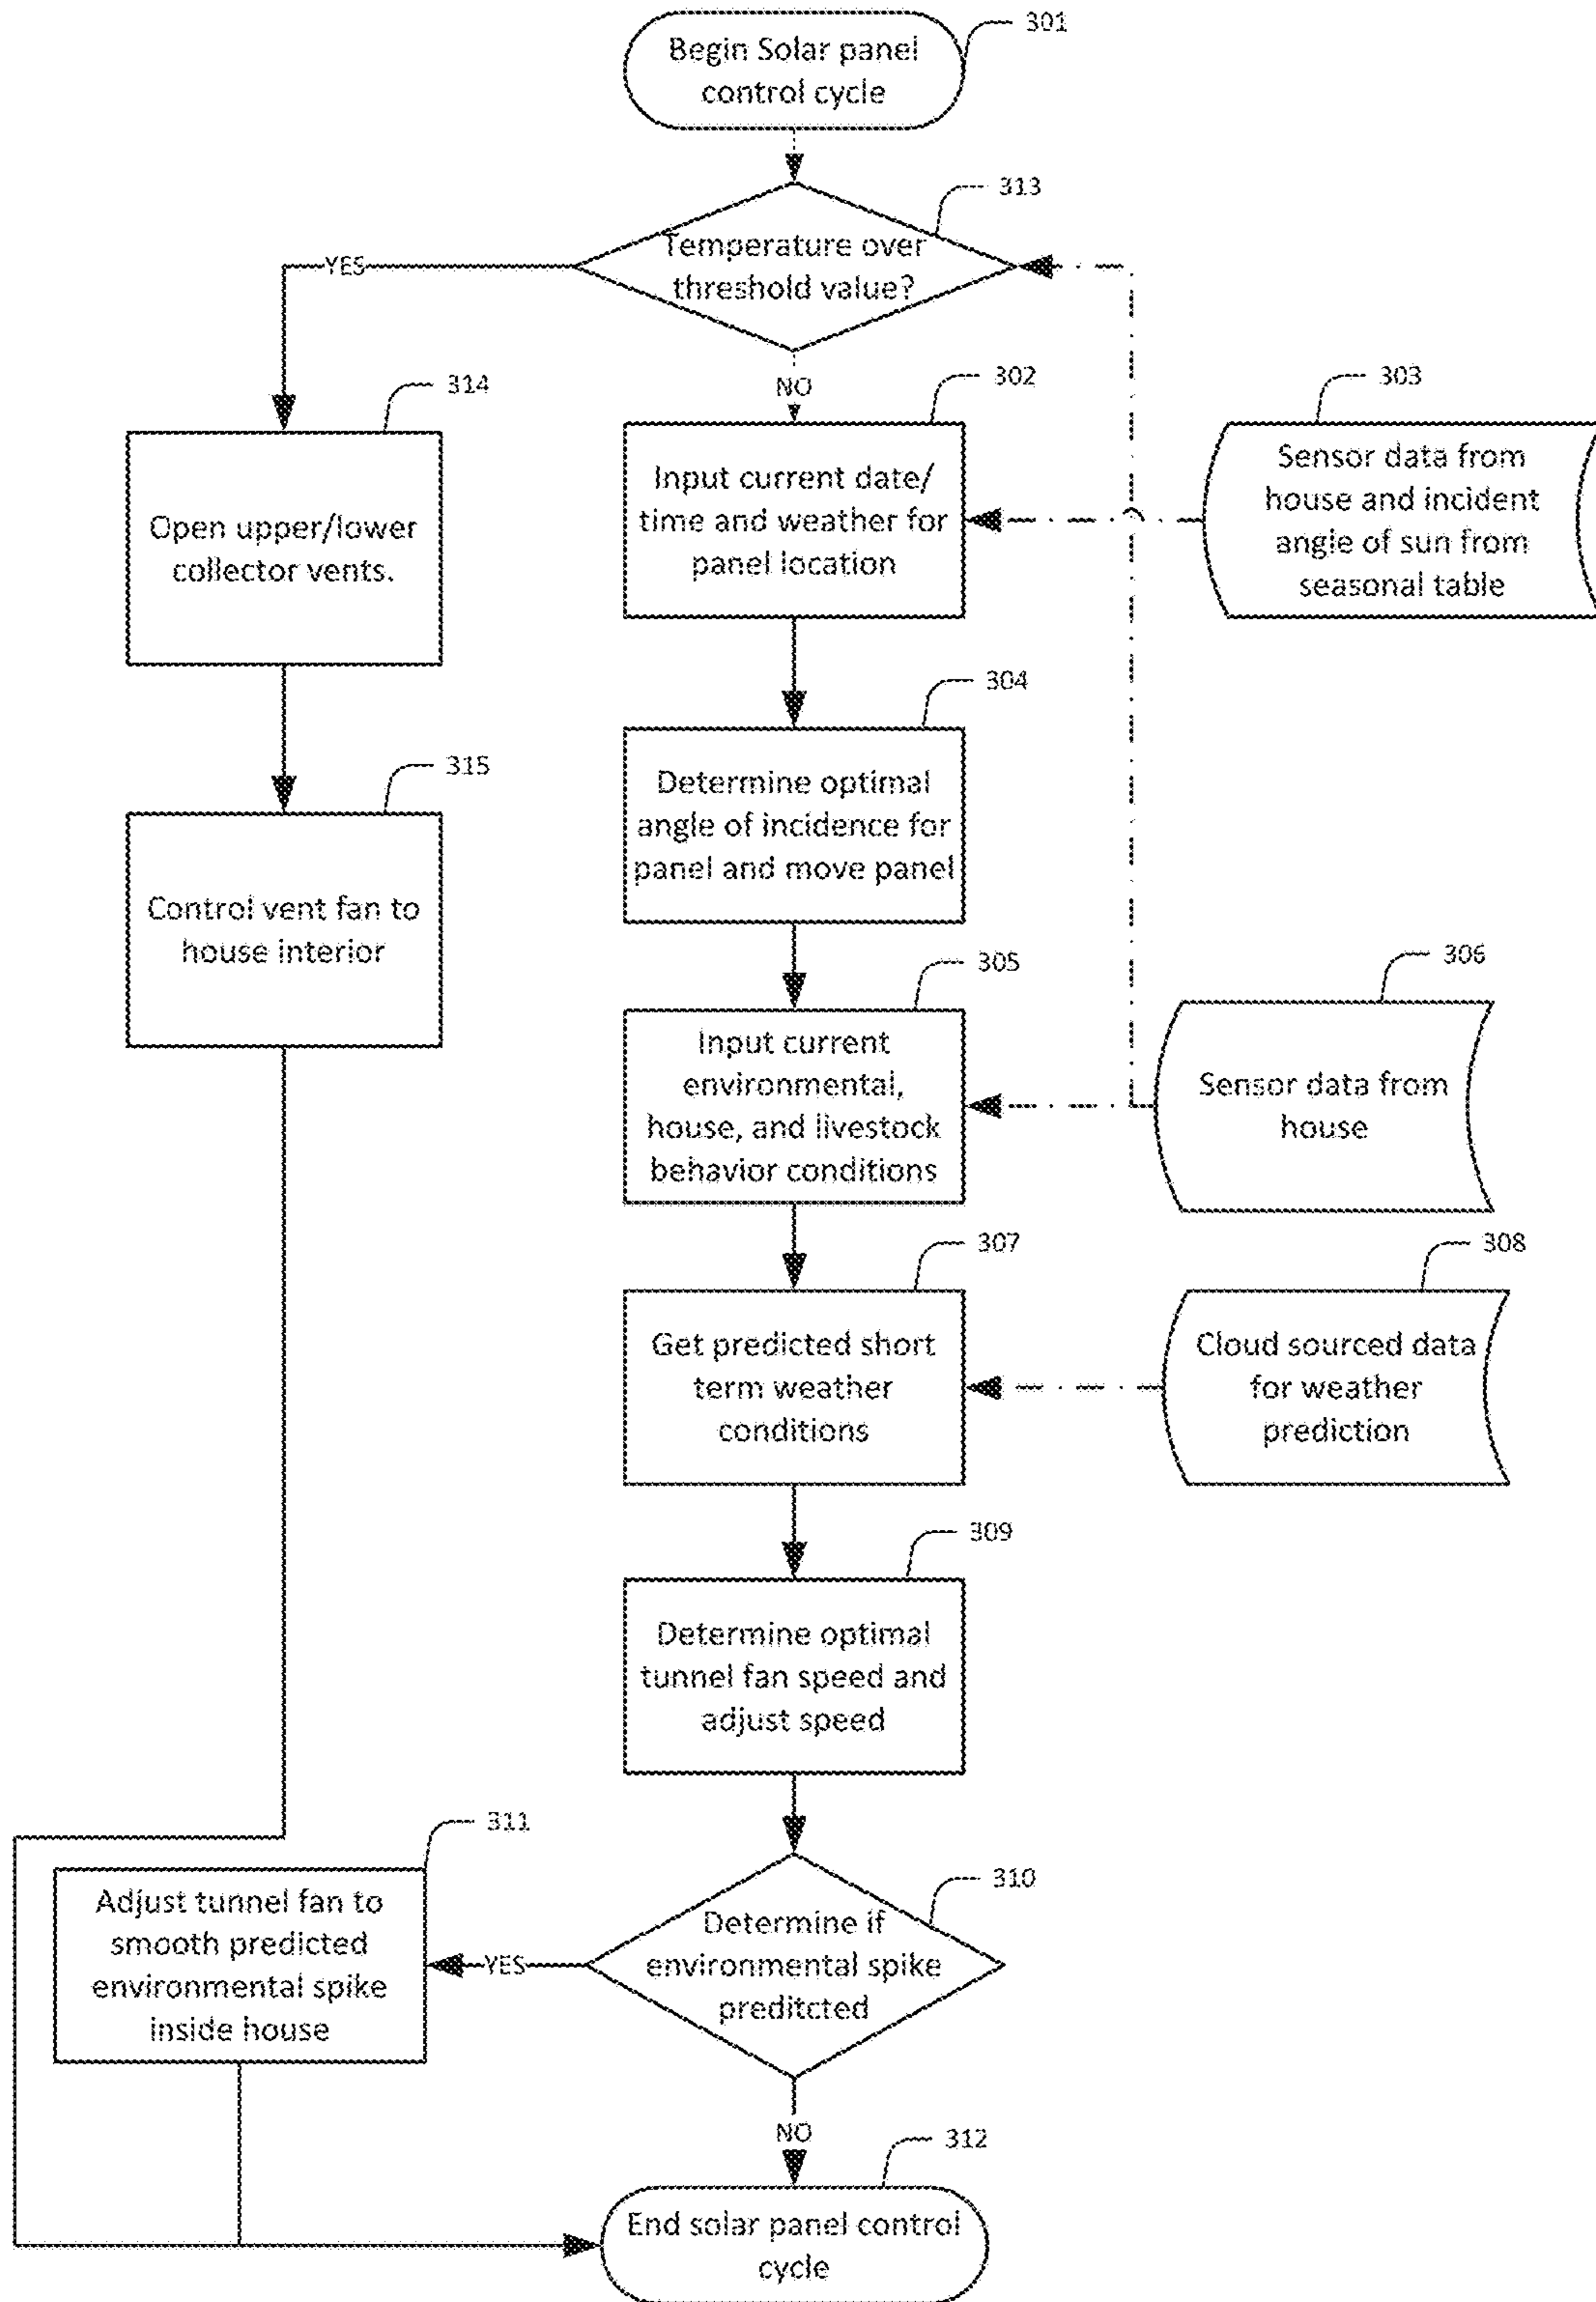 Begin Solar panel
control cycle
301
Temperature over
threshold value?
313
YES
NO
314
Open upper/lower
collector vents.
302
Input current date/
time and weather for
panel location
303
Sensor data from
house and incident
angle of sun from
seasonal table
304
Determine optimal
angle of incidence for
panel and move panel
315
Control vent fan to
house interior
305
Input current
environmental,
house, and livestock
behavior conditions
306
Sensor data from
house
307
Get predicted short
term weather
conditions
308
Cloud sourced data
for weather
prediction
309
Determine optimal
tunnel fan speed and
adjust speed
311
Adjust tunnel fan to
smooth predicted
environmental spike
inside house
YES
310
Determine if
environmental spike
preditcted
NO
312
End solar panel control
cycle